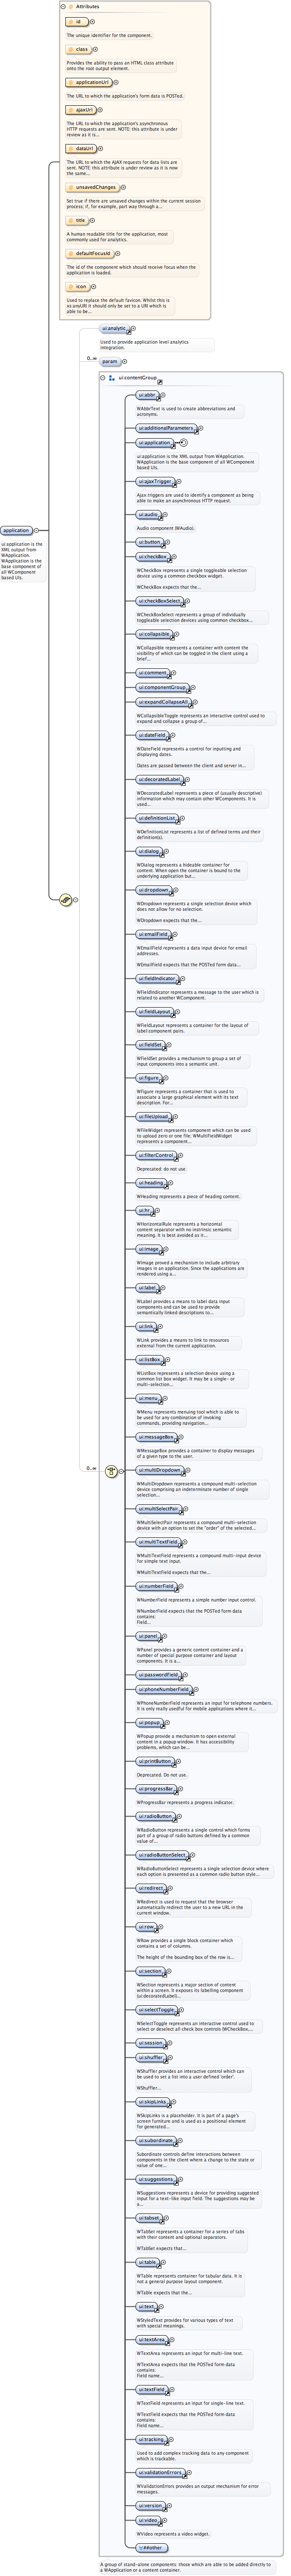 Attributes
id
The unique identifier for the component.
class
Provides the ability to pass an HTML class attribute
onto the root output element.
applicationUrl
The URL to which the application's form data is POSTed.
ajaxUrl
The URL to which the application's asynchronous
HTTP requests are sent. NOTE: this attribute is under
review as it is...
dataUrl
The URL to which the AJAX requests for data lists are
sent. NOTE: this attribute is under review as it is now
the same...
unsavedChanges
Set true if there are unsaved changes within the current session
process; if, for example, part way through a...
title
A human readable title for the application, most
commonly used for analytics.
defaultFocusId
The id of the component which should receive focus when the
application is loaded.
icon
Used to replace the default favicon. Whilst this is
xs:anyURI it should only be set to a URI which is
able to be...
application
ui:application is the
XML output from
WApplication.
WApplication is the
base component of
all WComponent
based UIs.
ui:analytic
Used to provide application level analytics
integration.
0..∞
param
ui:contentGroup
ui:abbr
WAbbrText is used to create abbreviations and
acronyms.
ui:additionalParameters
ui:application
ui:application is the XML output from WApplication.
WApplication is the base component of all WComponent
based UIs.
ui:ajaxTrigger
Ajax triggers are used to identify a component as being
able to make an asnchronous HTTP request.
ui:audio
Audio component (WAudio).
ui:button
ui:checkBox
WCheckBox represents a single toggleable selection
device using a common checkbox widget.
WCheckBox expects that the...
ui:checkBoxSelect
WCheckBoxSelect represents a group of individually
toggleable selection devices using common checkbox...
ui:collapsible
WCollapsible represents a container with content the
visibility of which can be toggled in the client using a
brief...
ui:comment
ui:componentGroup
ui:expandCollapseAll
WCollapsibleToggle represents an interactive control used to
expand and collapse a group of...
ui:dateField
WDateField represents a control for inputting and
displaying dates.
Dates are passed between the client and server in...
ui:decoratedLabel
WDecoratedLabel represents a piece of (usually descriptive)
information which may contain other WComponents. It is
used...
ui:definitionList
WDefinitionList represents a list of defined terms and their
definition(s).
ui:dialog
WDialog represents a hideable container for
content. When open the container is bound to the
underlying application but...
ui:dropdown
WDropdown represents a single selection device which
does not allow for no selection.
WDropdown expects that the...
ui:emailField
WEmailField represents a data input device for email
addresses.
WEmailField expects that the POSTed form data...
ui:fieldIndicator
WFieldIndicator represents a message to the user which is
related to another WComponent.
ui:fieldLayout
WFieldLayout represents a container for the layout of
label:component pairs.
ui:fieldSet
WFieldSet provides a mechanism to group a set of
input components into a semantic unit.
ui:figure
WFigure represents a container that is used to
associate a large graphical element with its text
description. For...
ui:fileUpload
WFileWidget represents component which can be used
to upload zero or one file; WMultiFieldWidget
represents a component...
ui:filterControl
Deprecated: do not use
ui:heading
WHeading represents a piece of heading content.
ui:hr
WHorizontalRule represents a horizontal
content separator with no instrinsic semantic
meaning. It is best avoided as it...
ui:image
WImage proved a mechanism to include arbitrary
images in an application. Since the applications are
rendered using a...
ui:label
WLabel provides a means to label data input
components and can be used to provide
semantically linked descriptions to...
ui:link
WLink provides a means to link to resources
external from the current application.
ui:listBox
WListBox represents a selection device using a
common list box widget. It may be a single- or
multi-selection...
ui:menu
WMenu represents menuing tool which is able to
be used for any combination of invoking
commands, providing navigation...
ui:messageBox
WMessageBox provides a container to display messages
of a given type to the user.
0..∞
ui:multiDropdown
WMultiDropdown represents a compound multi-selection
device comprising an indeterminate number of single
selection...
ui:multiSelectPair
WMultiSelectPair represents a compound multi-selection
device with an option to set the "order" of the selected...
ui:multiTextField
WMultiTextField represents a compound multi-input device
for simple text input.
WMultiTextField expects that the...
ui:numberField
WNumberField represents a simple number input control.
WNumberField expects that the POSTed form data
contains:
Field...
ui:panel
WPanel provides a generic content container and a
number of special purpose container and layout
components. It is a...
ui:passwordField
ui:phoneNumberField
WPhoneNumberField represents an input for telephone numbers.
It is only really useful for mobile applications where it...
ui:popup
WPopup provide a mechanism to open external
content in a popup window. It has accessibility
problems, which can be...
ui:printButton
Deprecated. Do not use.
ui:progressBar
WProgressBar represents a progress indicator.
ui:radioButton
WRadioButton represents a single control which forms
part of a group of radio buttons defined by a common
value of...
ui:radioButtonSelect
WRadioButtonSelect represents a single selection device where
each option is presented as a common radio button style...
ui:redirect
WRedirect is used to request that the browser
automatically redirect the user to a new URL in the
current window.
ui:row
WRow provides a single block container which
contains a set of columns.
The height of the bounding box of the row is...
ui:section
WSection represents a major section of content
within a screen. It exposes its labelling component
(ui:decoratedLabel)...
ui:selectToggle
WSelectToggle represents an interactive control used to
select or deselect all check box controls (WCheckBox,...
ui:session
ui:shuffler
WShuffler provides an interactive control which can
be used to set a list into a user defined 'order'.
WShuffler...
ui:skipLinks
WSkipLinks is a placeholder. It is part of a page's
screen furniture and is used as a positional element
for generated...
ui:subordinate
Subordinate controls define interactions between
components in the client where a change to the state or
value of one...
ui:suggestions
WSuggestions represents a device for providing suggested
input for a text-like input field. The suggestions may be
a...
ui:tabset
WTabSet represents a container for a series of tabs
with their content and optional separators.
WTabSet expects that...
ui:table
WTable represents container for tabular data. It is
not a general purpose layout component.
WTable expects that the...
ui:text
WStyledText provides for various types of text
with special meanings.
ui:textArea
WTextArea represents an input for multi-line text.
WTextArea expects that the POSTed form data
contains:
Field name...
ui:textField
WTextField represents an input for single-line text.
WTextField expects that the POSTed form data
contains:
Field name...
ui:tracking
Used to add complex tracking data to any component
which is trackable.
ui:validationErrors
WValidationErrors provides an output mechanism for error
messages.
ui:version
ui:video
WVideo represents a video widget.
##other
A group of stand-alone components: those which are able to be added directly to
a WApplication or a content container.